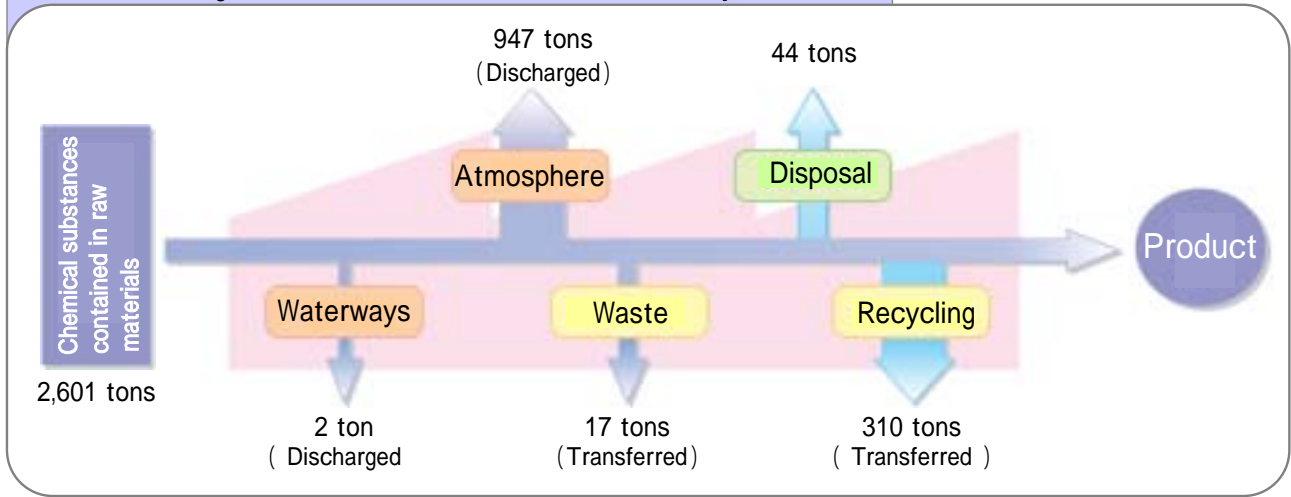 947 tons
(Discharged)
44 tons
Chemical substances
contained in raw
materials
Atmosphere
Disposal
Product
Waterways
Waste
Recycling
2,601 tons
2 ton
( Discharged
17 tons
(Transferred)
310 tons
( Transferred )